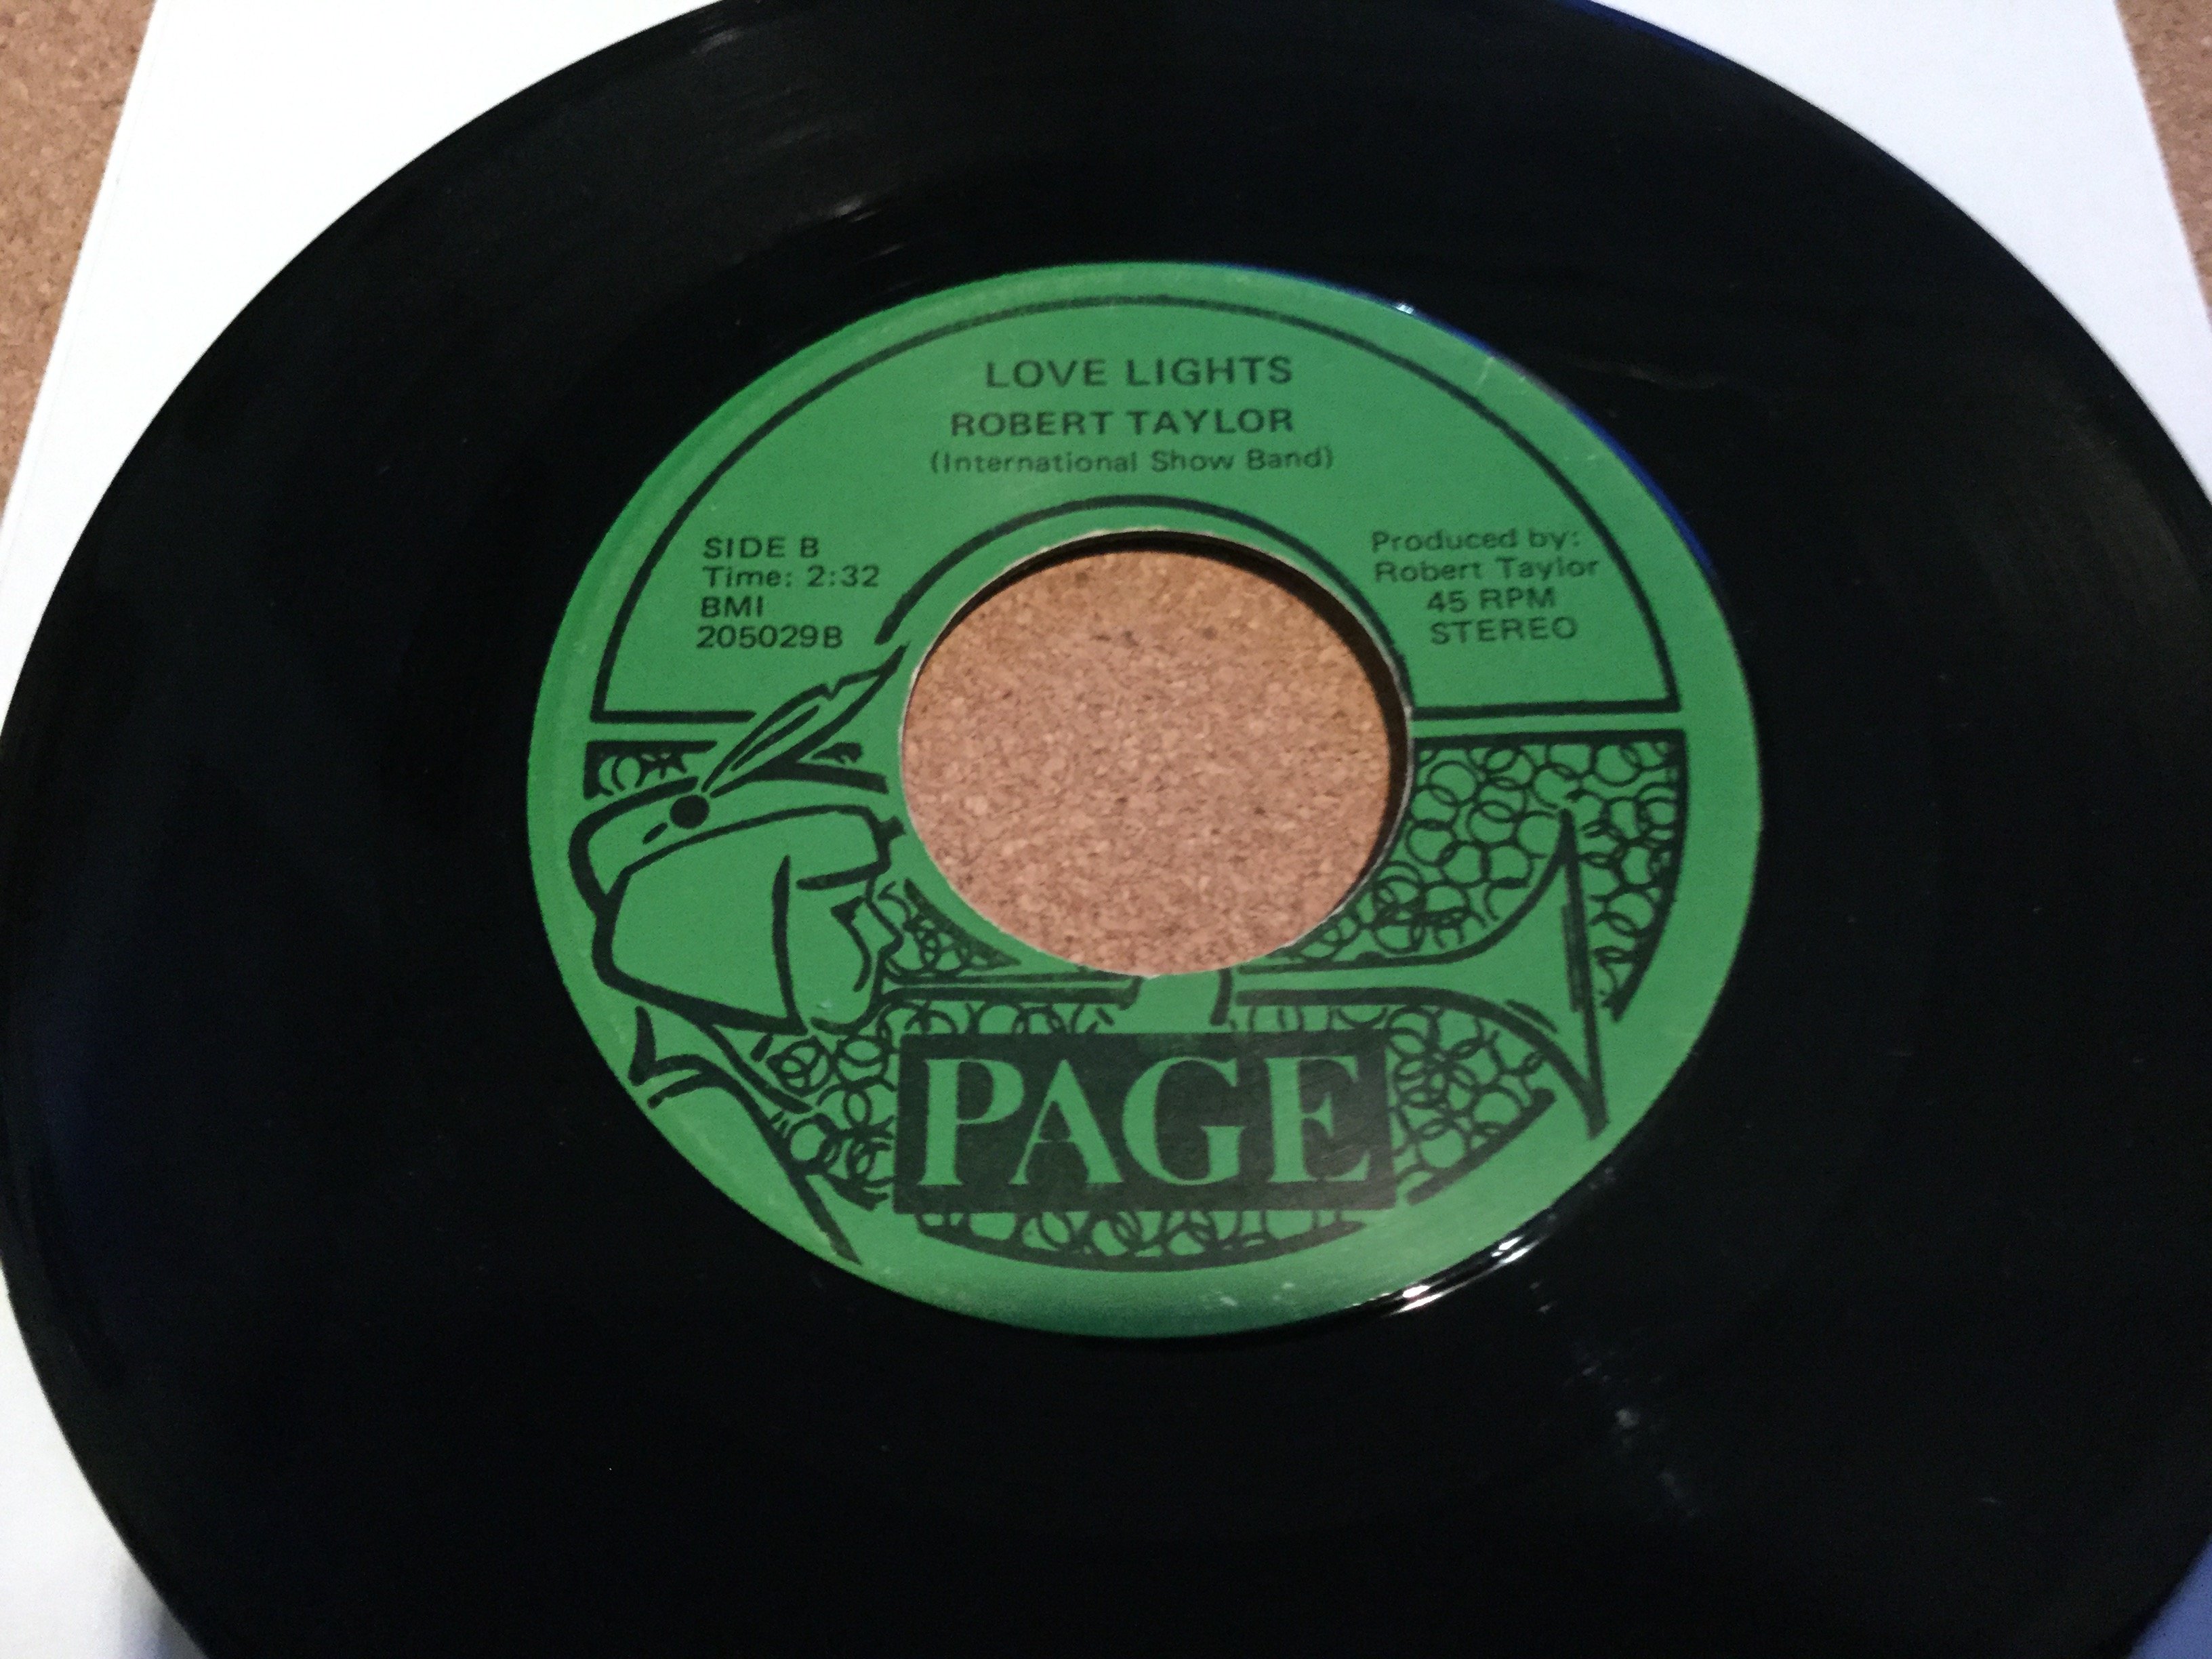 LOVE LIGHTS
ROBERT TAYLOR
(International Show Band)
SIDE B
Time: 2:32
BMI
205029B
Produced by:
Robert Taylor
45 RPM
STEREO
PAGE